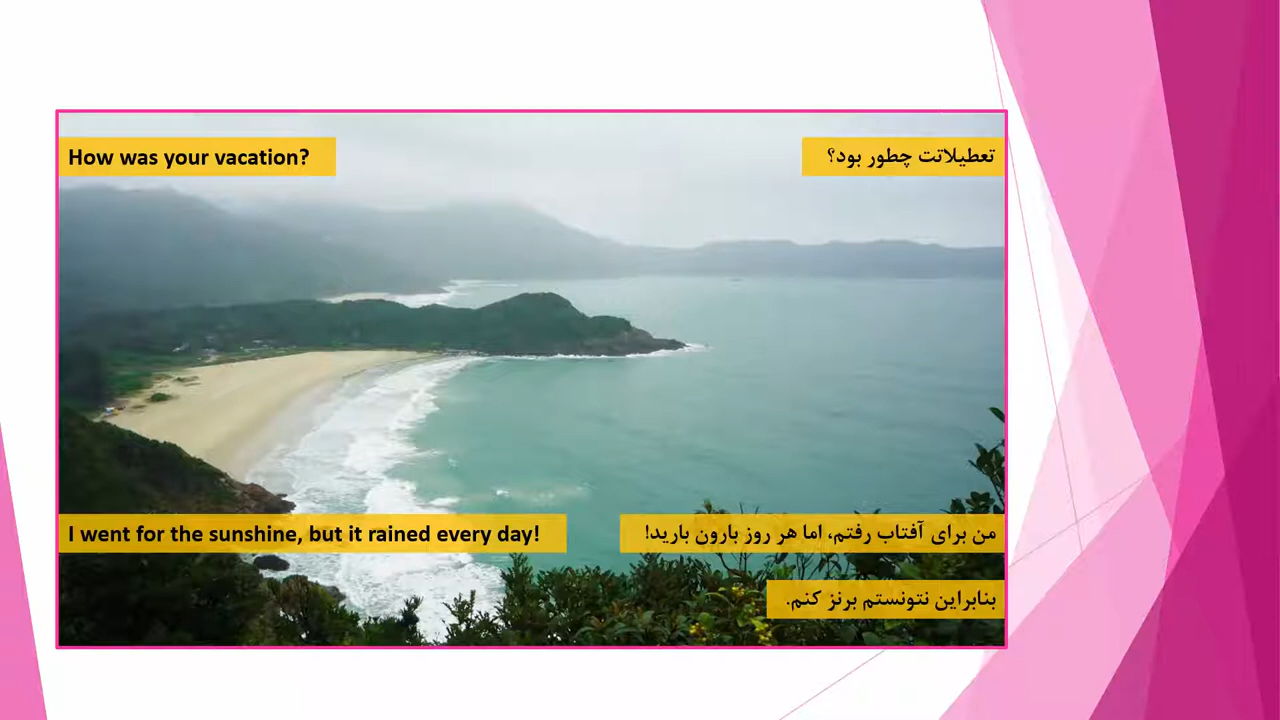 How was your vacation?
تعطیلاتت چطور بود؟
I went for the sunshine, but it rained every day!
من برای آفتاب رفتم، اما هر روز بارون بارید!
بنابراین نتونستم برنز کنم.